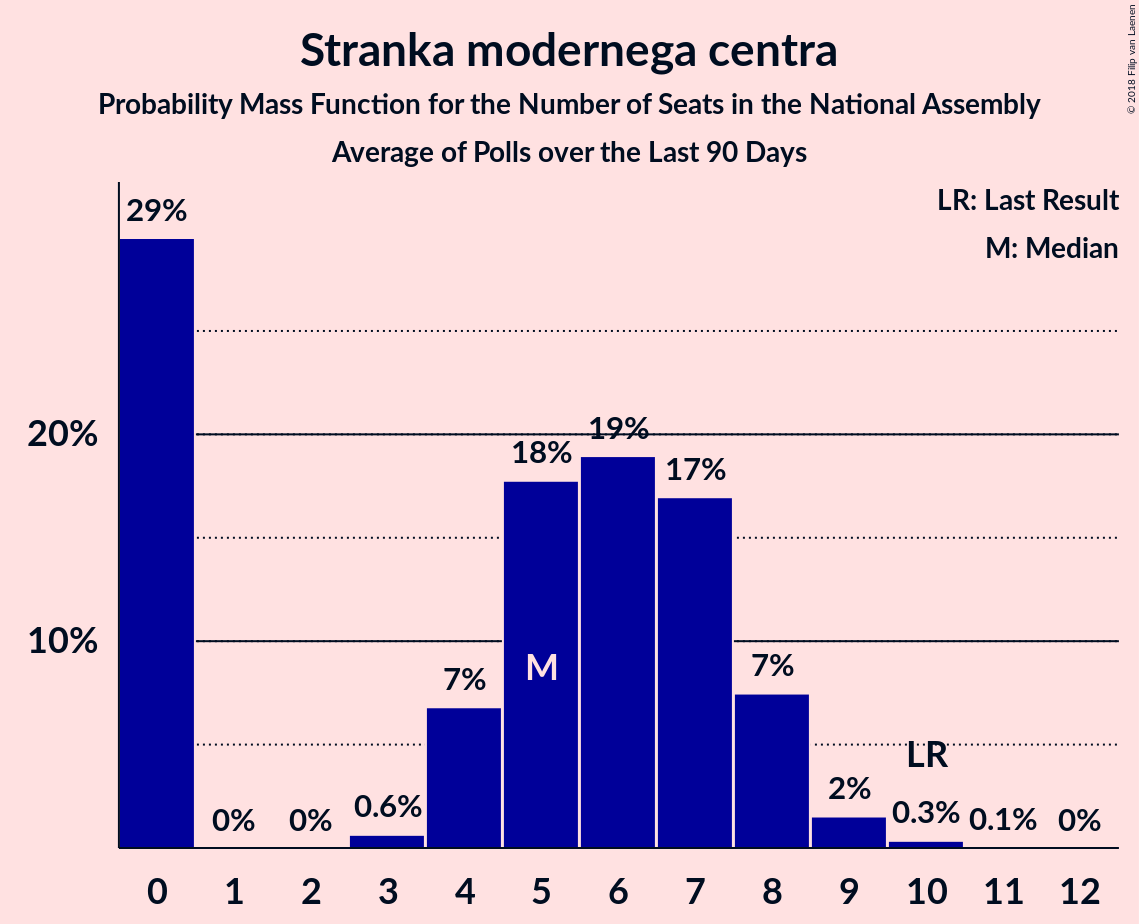 Stranka modernega centra
Probability Mass Function for the Number of Seats in the National Assembly
Average of Polls over the Last 90 Days
© 2018 Filip van Laenen
LR: Last Result
M: Median
29%
20%
19%
18%
17%
10%
M
7%
7%
LR
2%
0.6%
0.3%
0.1%
0%
0%
0%
0 1 2 3 4 5 6 7 8 9 10 11 12